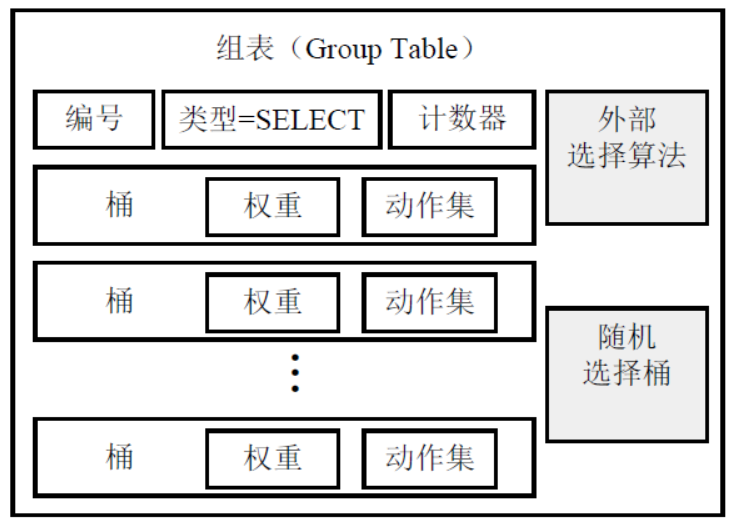 组表（Group Table）
编号 类型=SELECT 计数器
外部
选择算法
桶 权重 动作集
桶 权重 动作集
随机
选择桶
桶 权重 动作集